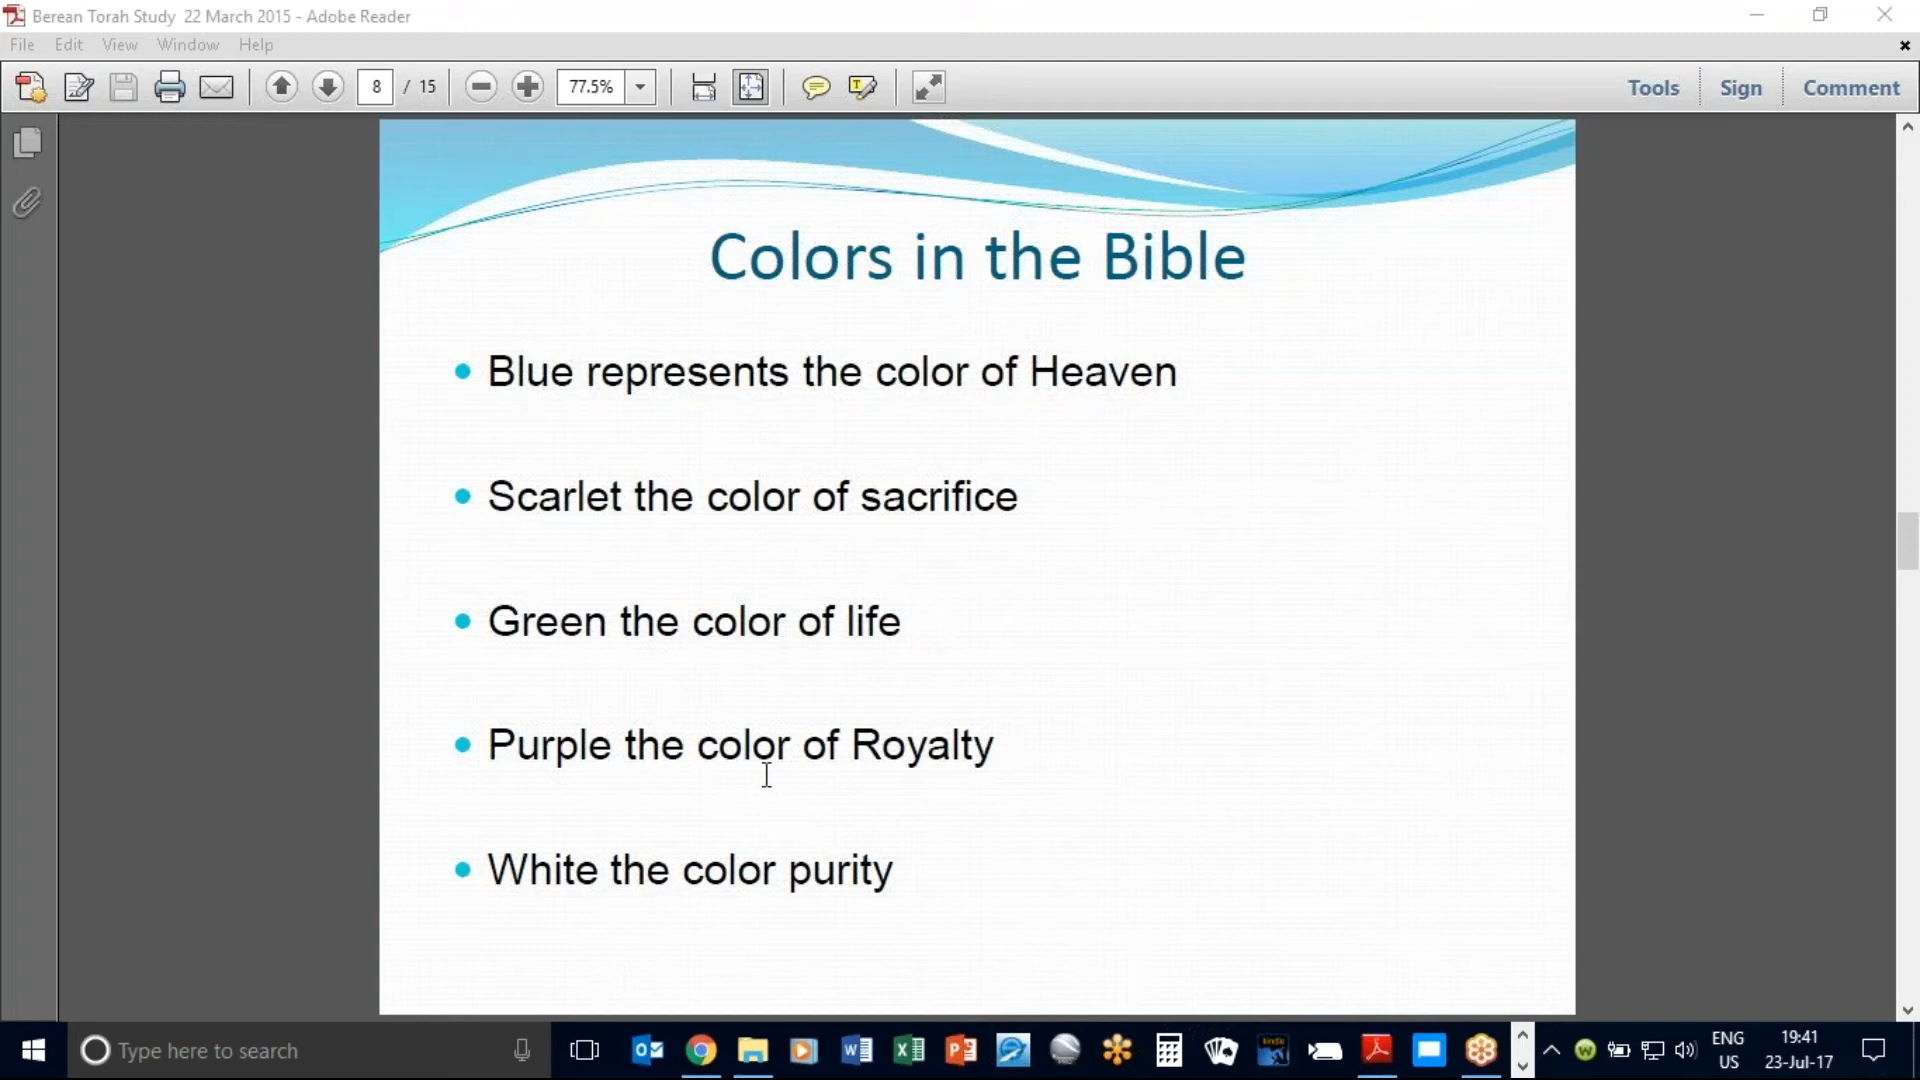 Berean Torah Study 22 March 2015 - Adobe Reader
File Edit View Window Help
8 / 15 77.5% Tools Sign Comment
Colors in the Bible
Blue represents the color of Heaven
Scarlet the color of sacrifice
Green the color of life
Purple the color of Royalty
White the color purity
Type here to search
ENG 19:41
US 23-Jul-17